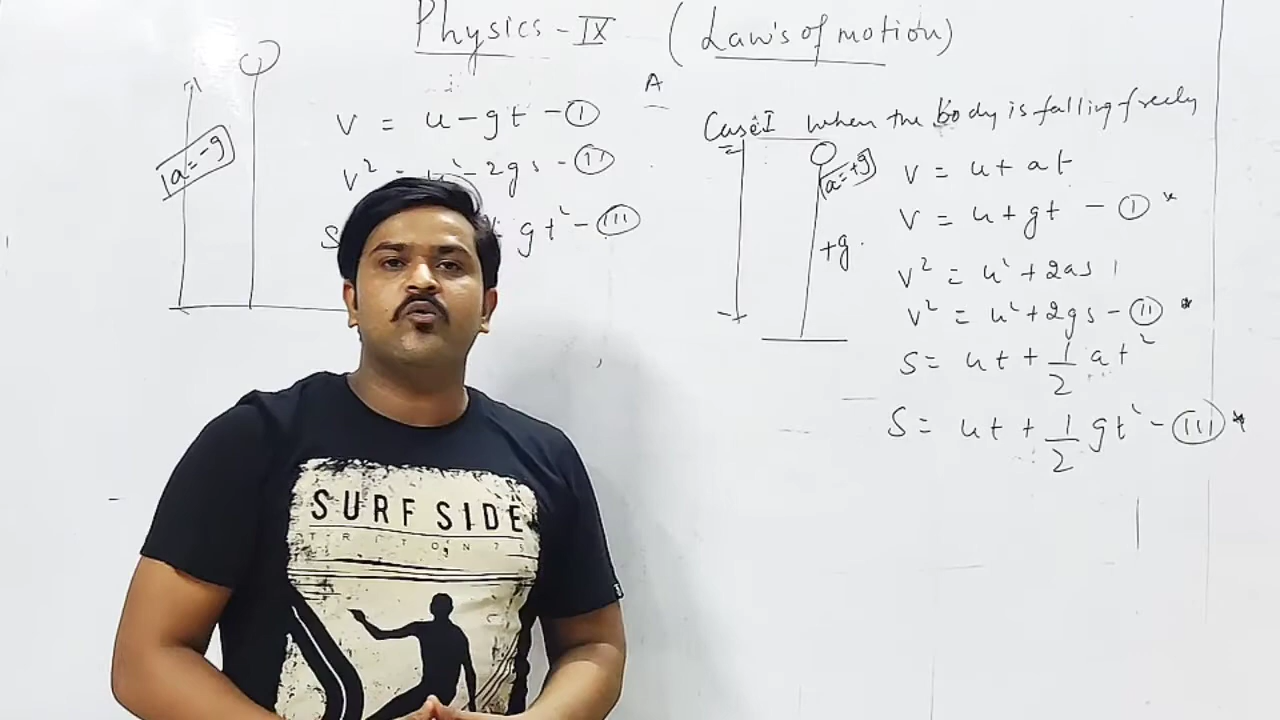 Physics - IX (Law's of motion)
a = -g
V = u - gt - I
V² = u² - 2gs - II
S gt² - III
A
Case I when the body is falling freely
a = +g
+g
V = u + at
V = u + gt - I *
V² = u² + 2as
V² = u² + 2gs - II *
S = ut + 1/2 at²
S = ut + 1/2 gt² - III *
SURF SIDE